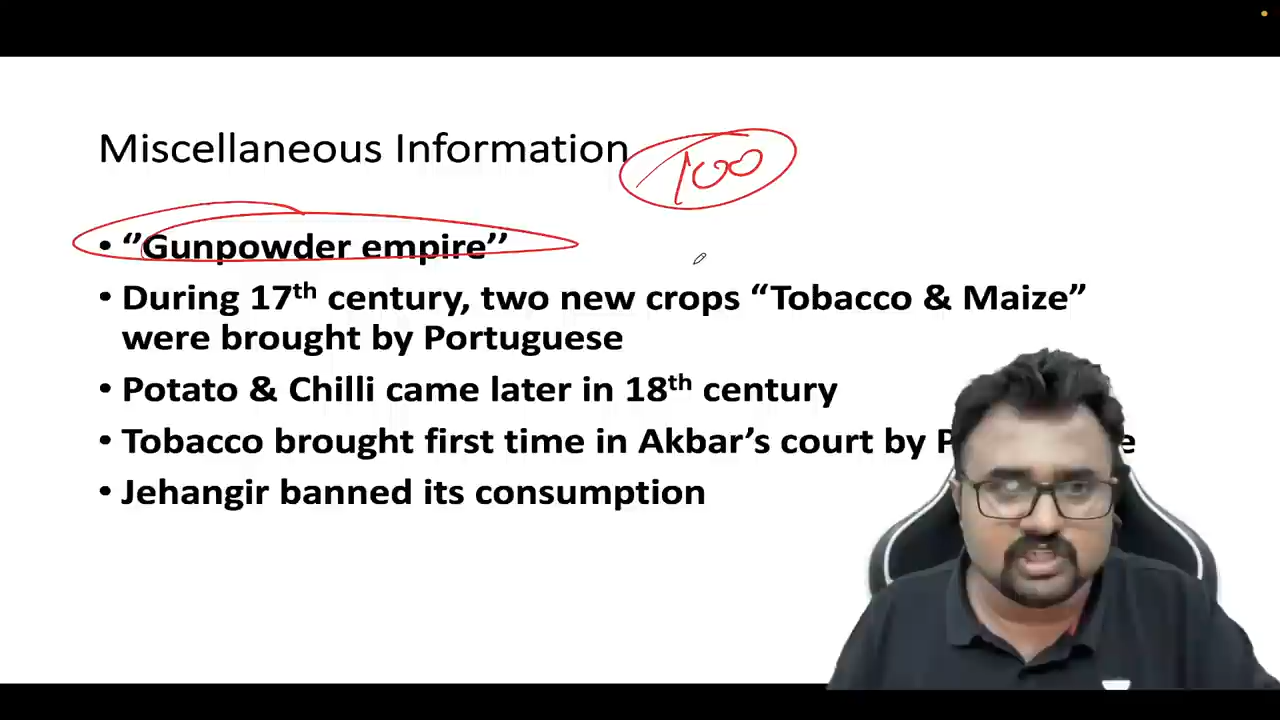 Miscellaneous Information
100
• ‘’Gunpowder empire’’
• During 17th century, two new crops “Tobacco & Maize”
were brought by Portuguese
• Potato & Chilli came later in 18th century
• Tobacco brought first time in Akbar’s court by
• Jehangir banned its consumption